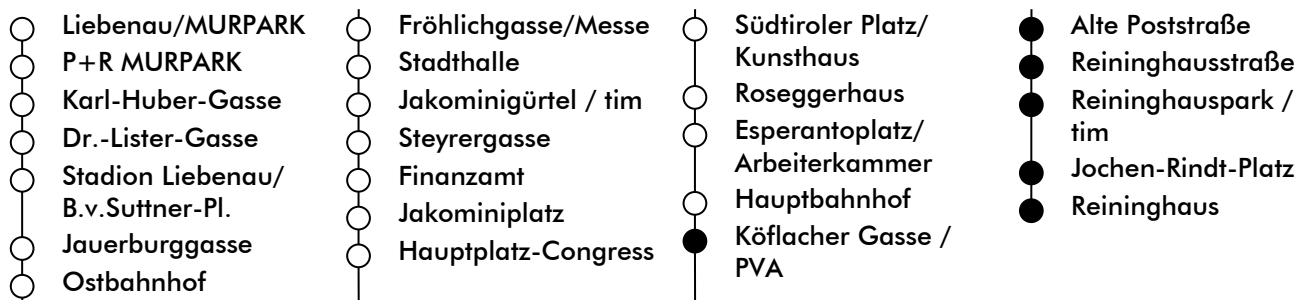 Liebenau/MURPARK
P+R MURPARK
Karl-Huber-Gasse
Dr.-Lister-Gasse
Stadion Liebenau/
B.v.Suttner-Pl.
Jauerburggasse
Ostbahnhof
Fröhlichgasse/Messe
Stadthalle
Jakominigürtel / tim
Steyrergasse
Finanzamt
Jakominiplatz
Hauptplatz-Congress
Südtiroler Platz/
Kunsthaus
Roseggerhaus
Esperantoplatz/
Arbeiterkammer
Hauptbahnhof
Köflacher Gasse /
PVA
Alte Poststraße
Reininghausstraße
Reininghauspark /
tim
Jochen-Rindt-Platz
Reininghaus